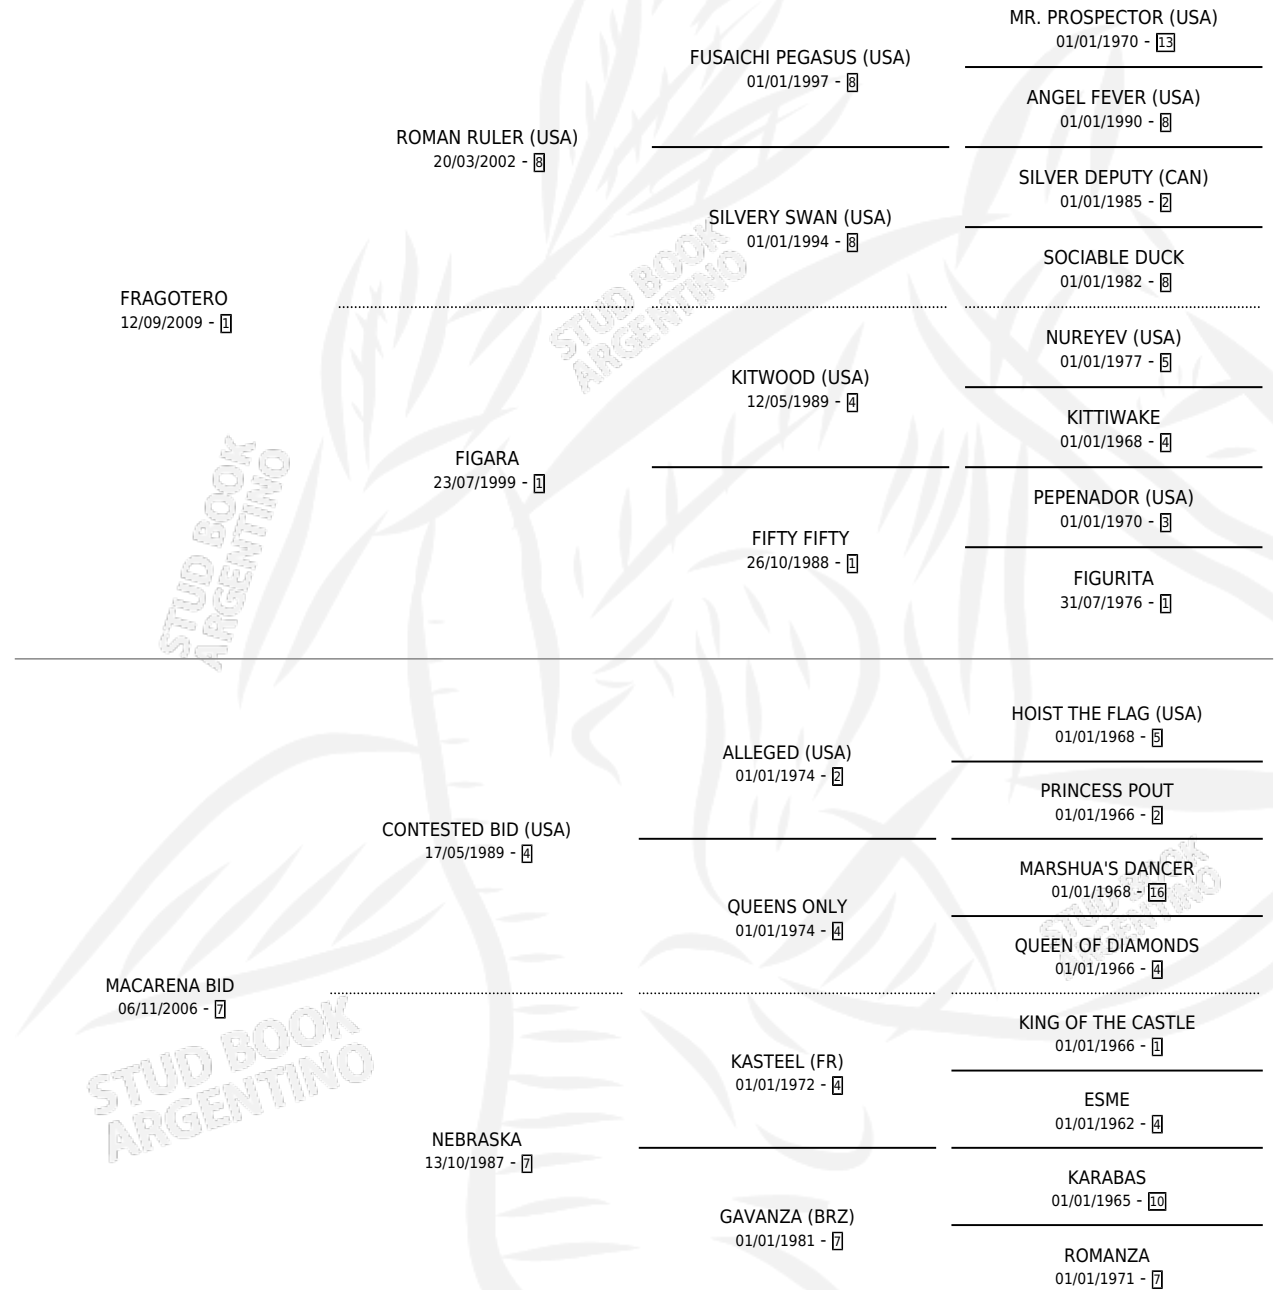 MR. PROSPECTOR (USA)
01/01/1970 - 13
FUSAICHI PEGASUS (USA)
01/01/1997 - 8
ANGEL FEVER (USA)
01/01/1990 - 8
ROMAN RULER (USA)
20/03/2002 - 8
SILVER DEPUTY (CAN)
01/01/1985 - 2
SILVERY SWAN (USA)
01/01/1994 - 8
SOCIABLE DUCK
01/01/1982 - 8
STUD BOOK
ARGENTINO
FRAGOTERO
12/09/2009 - 1
NUREYEV (USA)
01/01/1977 - 5
KITWOOD (USA)
12/05/1989 - 4
KITTIWAKE
01/01/1968 - 4
FIGARA
23/07/1999 - 1
PEPENADOR (USA)
01/01/1970 - 3
FIFTY FIFTY
26/10/1988 - 1
FIGURITA
31/07/1976 - 1
STUD BOOK
ARGENTINO
HOIST THE FLAG (USA)
01/01/1968 - 5
ALLEGED (USA)
01/01/1974 - 2
PRINCESS POUT
01/01/1966 - 2
CONTESTED BID (USA)
17/05/1989 - 4
MARSHUA'S DANCER
01/01/1968 - 16
QUEENS ONLY
01/01/1974 - 4
STUD BOOK
ARGENTINO
QUEEN OF DIAMONDS
01/01/1966 - 4
MACARENA BID
06/11/2006 - 7
STUD BOOK
ARGENTINO
KING OF THE CASTLE
01/01/1966 - 1
KASTEEL (FR)
01/01/1972 - 4
ESME
01/01/1962 - 4
NEBRASKA
13/10/1987 - 7
KARABAS
01/01/1965 - 10
GAVANZA (BRZ)
01/01/1981 - 7
ROMANZA
01/01/1971 - 7